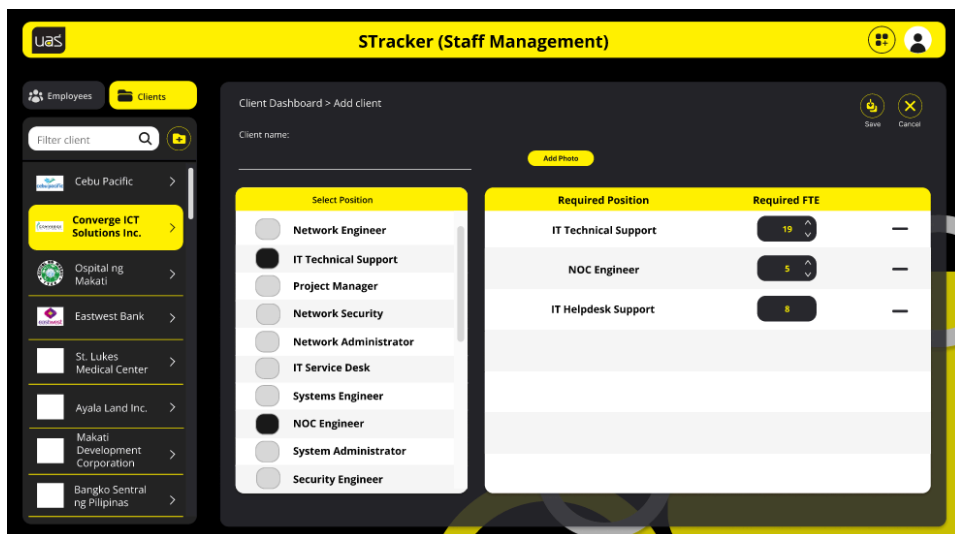 uas
STracker (Staff Management)
Employees
Clients
Filter client
Cebu Pacific
Converge ICT
Solutions Inc.
Ospital ng
Makati
Eastwest Bank
St. Lukes
Medical Center
Ayala Land Inc.
Makati
Development
Corporation
Bangko Sentral
ng Pilipinas
Client Dashboard > Add client
Save
Cancel
Client name:
Add Photo
Select Position
Network Engineer
IT Technical Support
Project Manager
Network Security
Network Administrator
IT Service Desk
Systems Engineer
NOC Engineer
System Administrator
Security Engineer
Required Position
Required FTE
IT Technical Support
19
NOC Engineer
5
IT Helpdesk Support
8